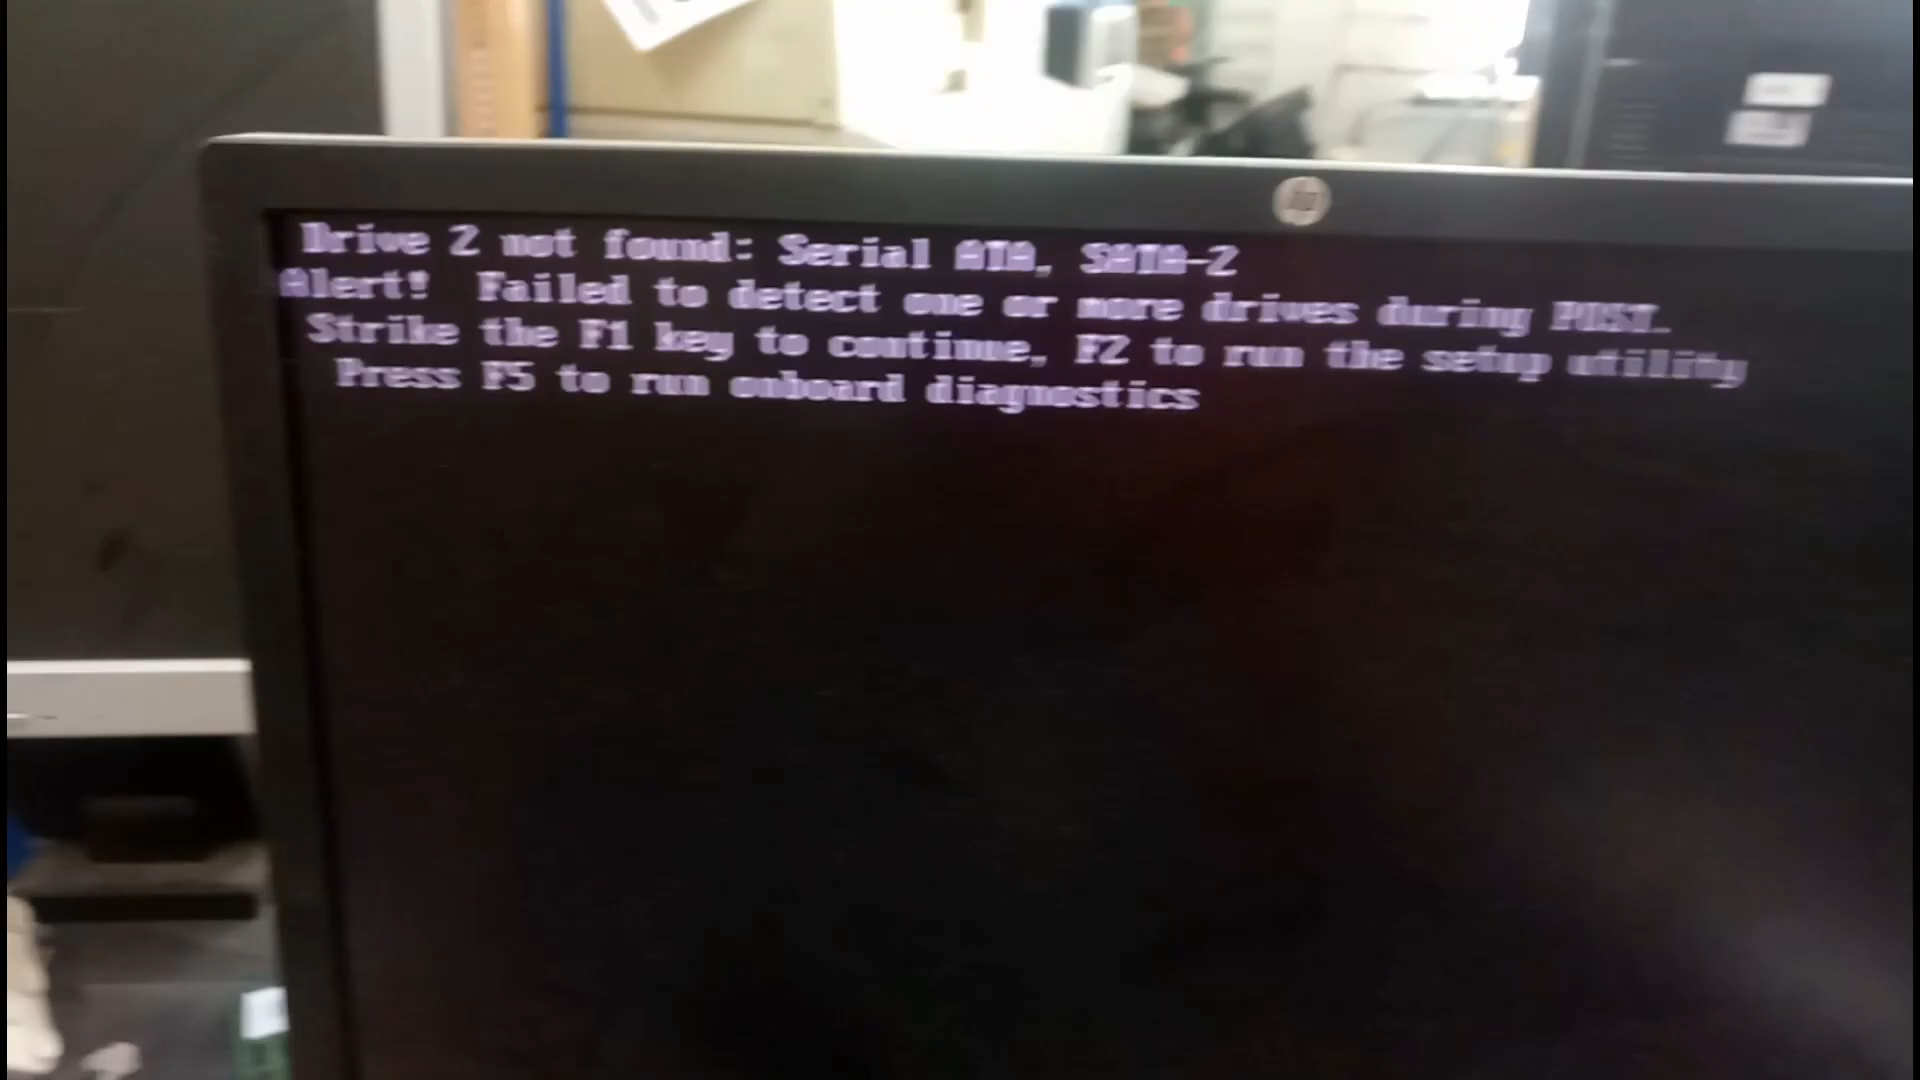 Drive 2 not found: Serial ATA, SATA-2
Alert!  Failed to detect one or more drives during POST.
Strike the F1 key to continue, F2 to run the setup utility
Press F5 to run onboard diagnostics
hp